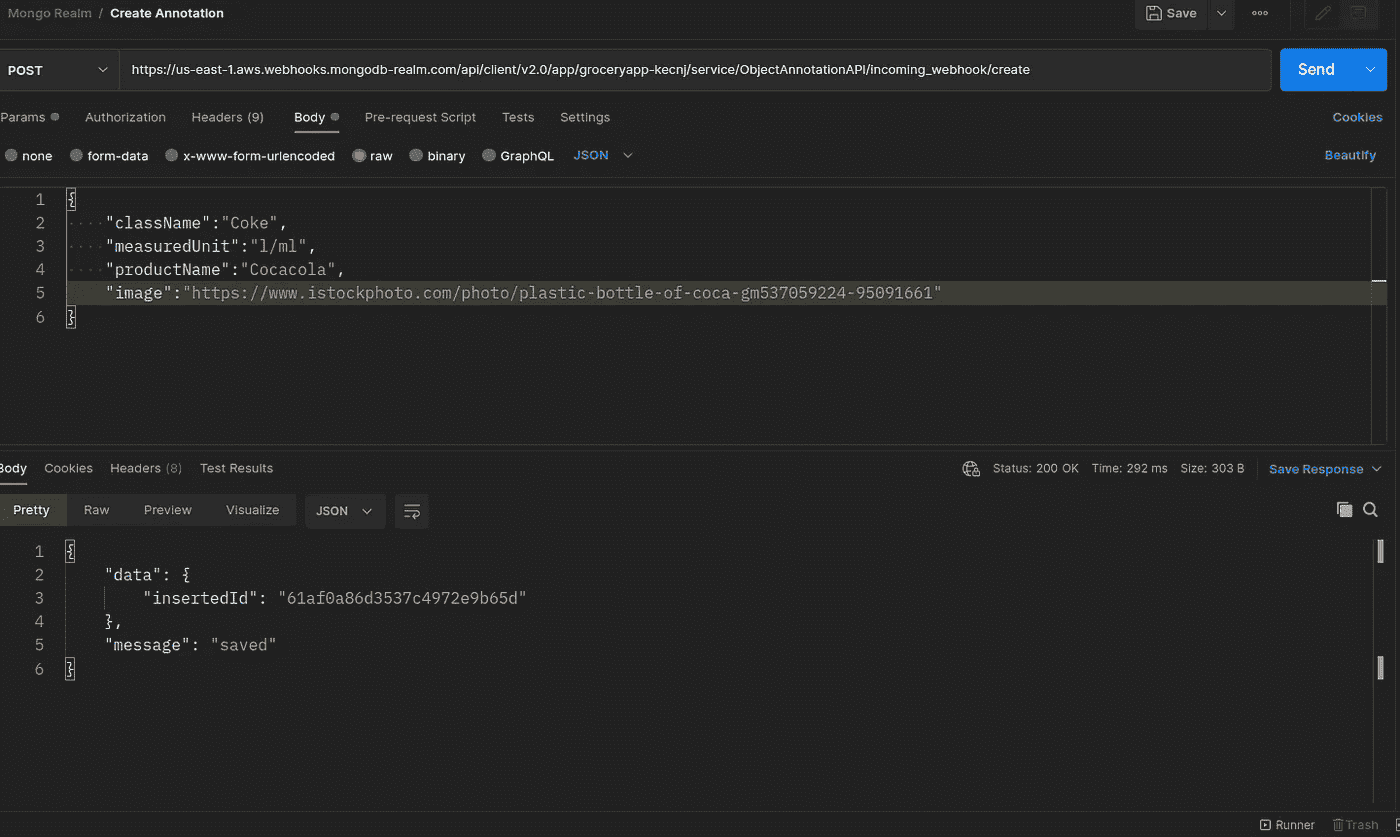 Mongo Realm / Create Annotation Save
POST https://us-east-1.aws.webhooks.mongodb-realm.com/api/client/v2.0/app/groceryapp-kecnj/service/ObjectAnnotationAPI/incoming_webhook/create Send
Params Authorization Headers (9) Body Pre-request Script Tests Settings Cookies
none form-data x-www-form-urlencoded raw binary GraphQL JSON Beautify
1 {
2 "className":"Coke",
3 "measuredUnit":"l/ml",
4 "productName":"Cocacola",
5 "image":"https://www.istockphoto.com/photo/plastic-bottle-of-coca-gm537059224-95091661"
6 }
Body Cookies Headers (8) Test Results Status: 200 OK Time: 292 ms Size: 303 B Save Response
Pretty Raw Preview Visualize JSON
1 {
2 "data": {
3 "insertedId": "61af0a86d3537c4972e9b65d"
4 },
5 "message": "saved"
6 }
Runner Trash